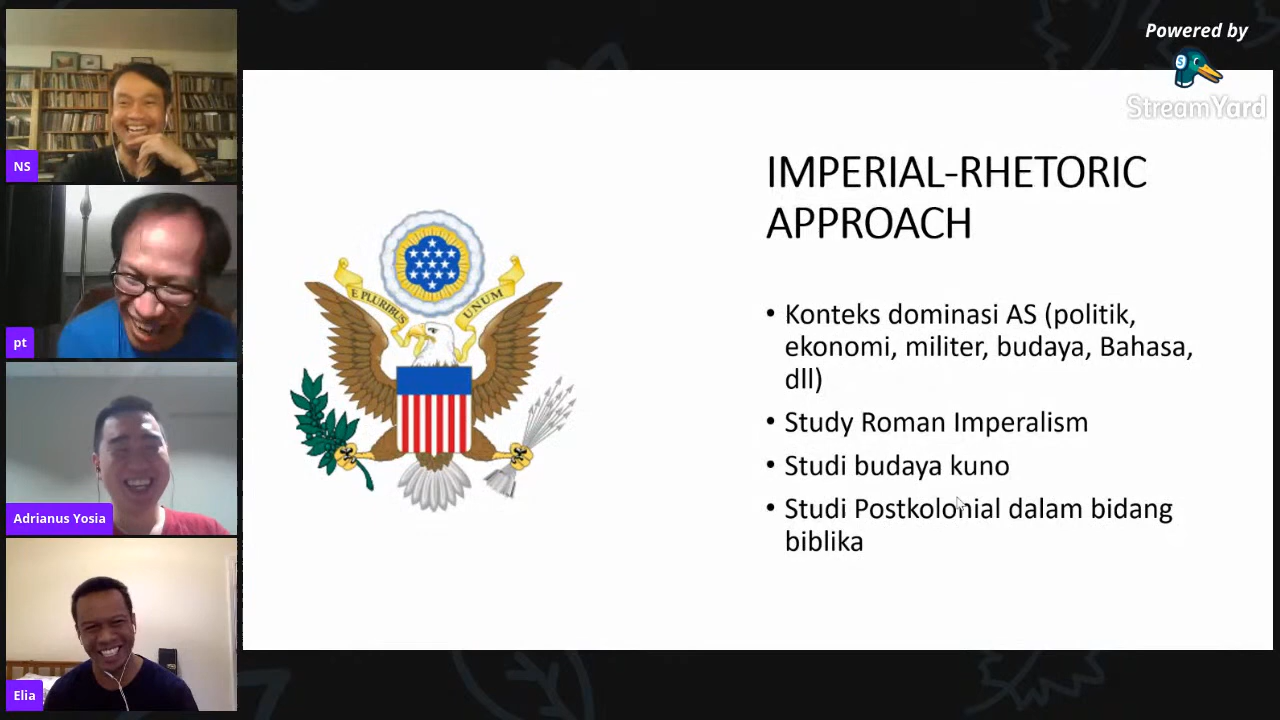 Powered by
StreamYard
NS
pt
Adrianus Yosia
Elia
E PLURIBUS UNUM
IMPERIAL-RHETORIC
APPROACH
• Konteks dominasi AS (politik,
ekonomi, militer, budaya, Bahasa,
dll)
• Study Roman Imperalism
• Studi budaya kuno
• Studi Postkolonial dalam bidang
biblika